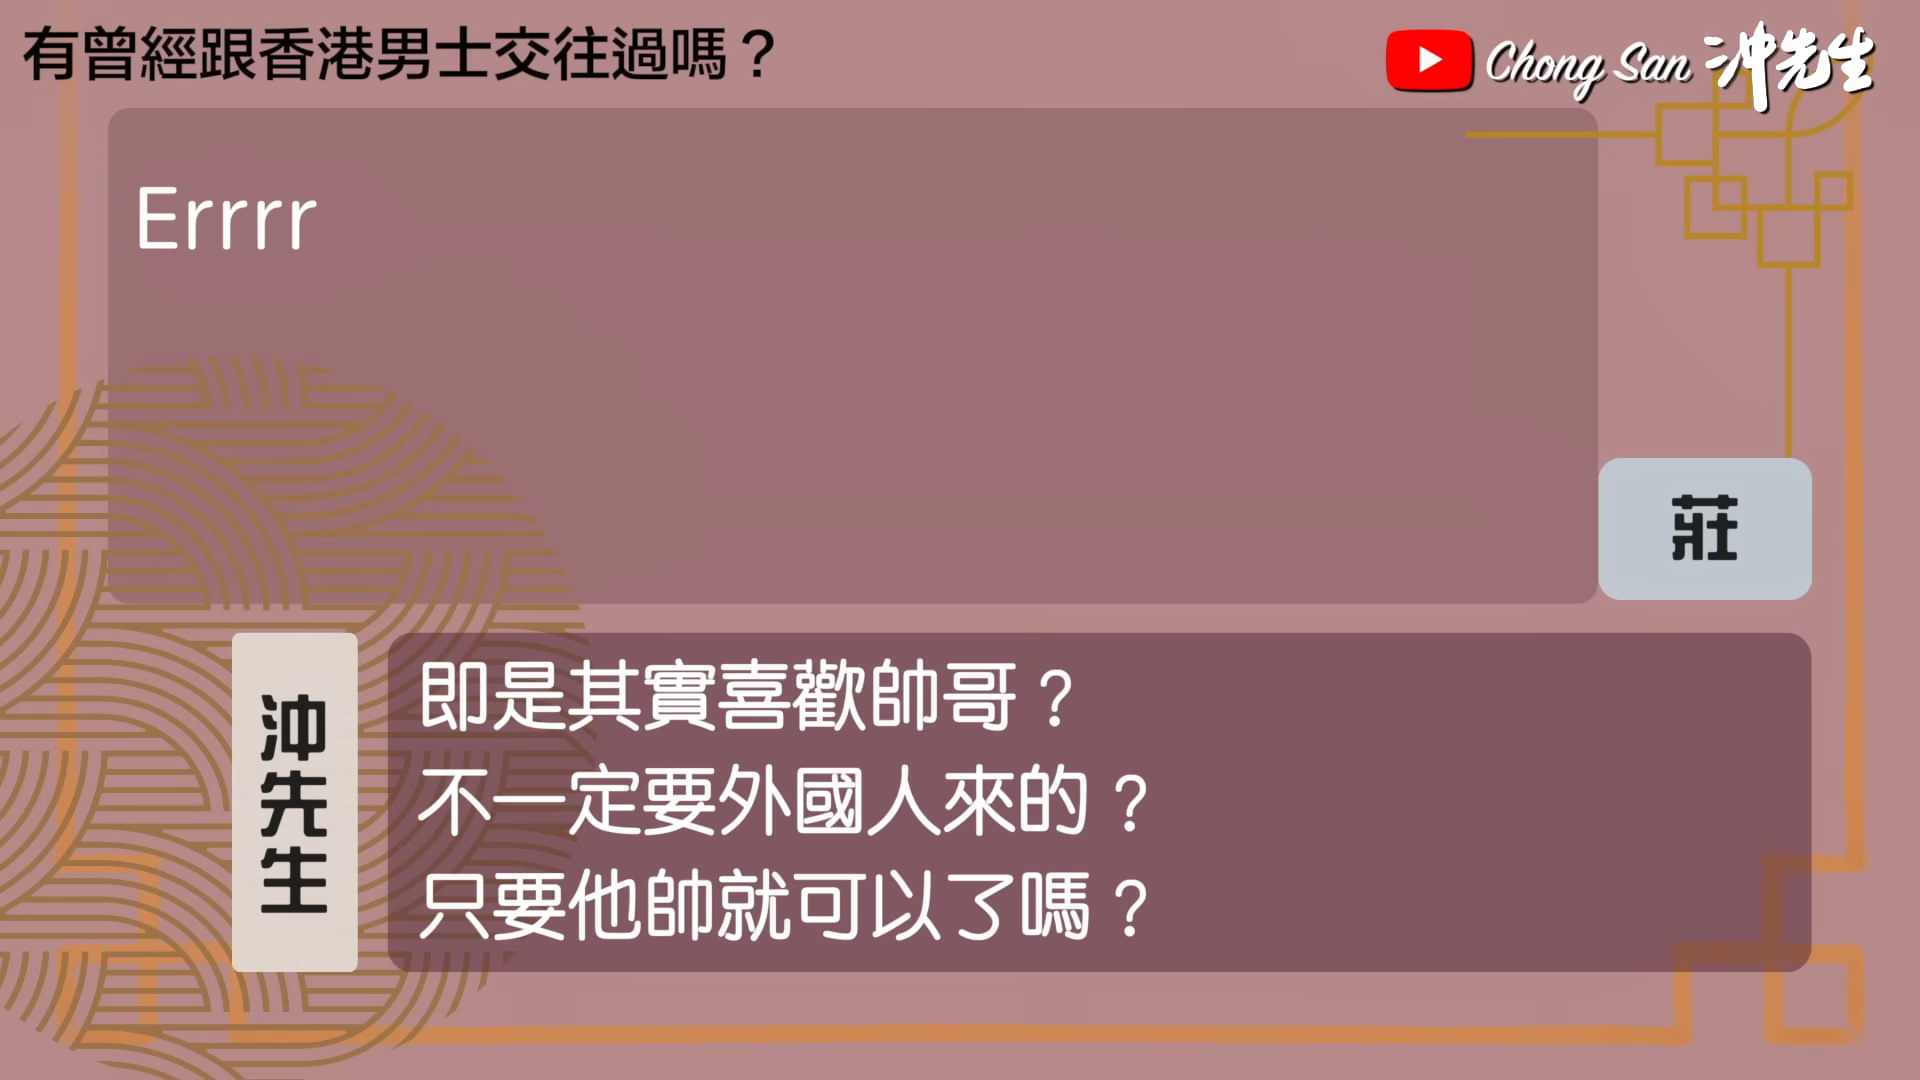 有曾經跟香港男士交往過嗎？
Chong San 沖先生
Errrr
莊
沖先生
即是其實喜歡帥哥？
不一定要外國人來的？
只要他帥就可以了嗎？